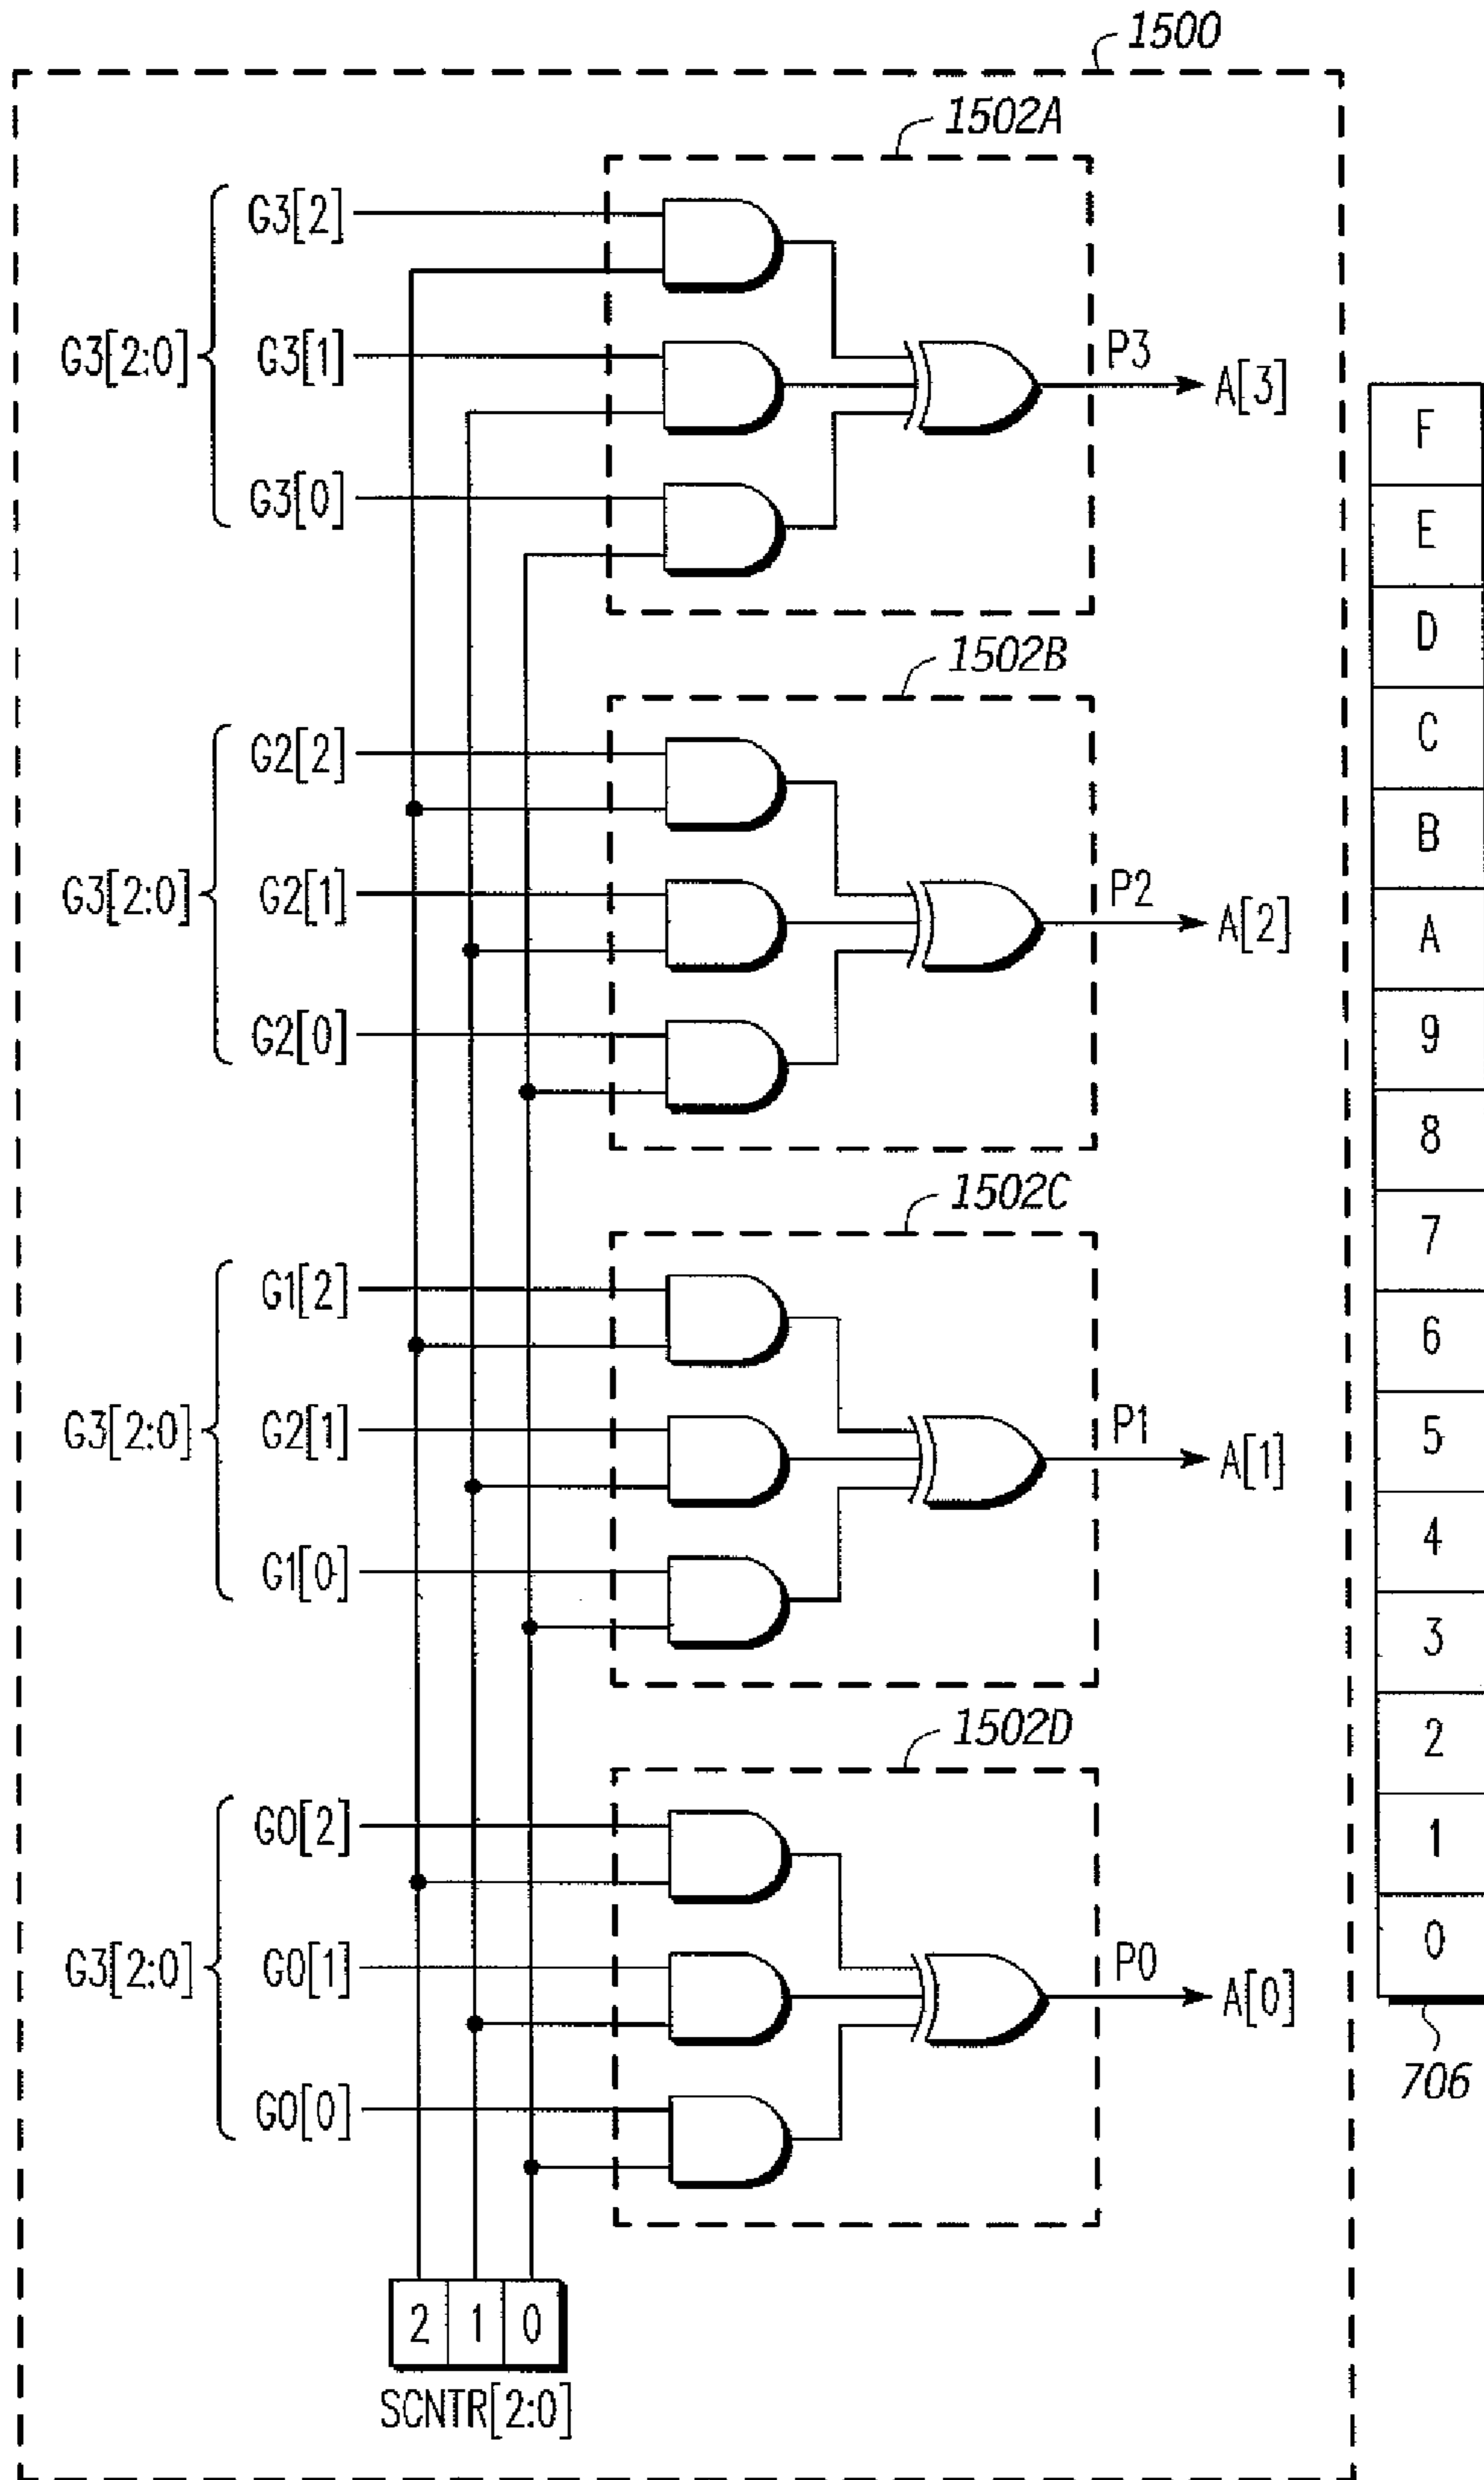 1500
1502A
G3[2:0]
G3[2]
G3[1]
G3[0]
P3
A[3]
1502B
G3[2:0]
G2[2]
G2[1]
G2[0]
P2
A[2]
1502C
G3[2:0]
G1[2]
G2[1]
G1[0]
P1
A[1]
1502D
G3[2:0]
G0[2]
G0[1]
G0[0]
P0
A[0]
2 1 0
SCNTR[2:0]
F
E
D
C
B
A
9
8
7
6
5
4
3
2
1
0
706